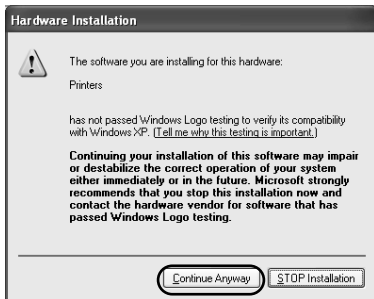 Hardware Installation
The software you are installing for this hardware:
Printers
has not passed Windows Logo testing to verify its compatibility
with Windows XP. (Tell me why this testing is important.)
Continuing your installation of this software may impair
or destabilize the correct operation of your system
either immediately or in the future. Microsoft strongly
recommends that you stop this installation now and
contact the hardware vendor for software that has
passed Windows Logo testing.
Continue Anyway STOP Installation